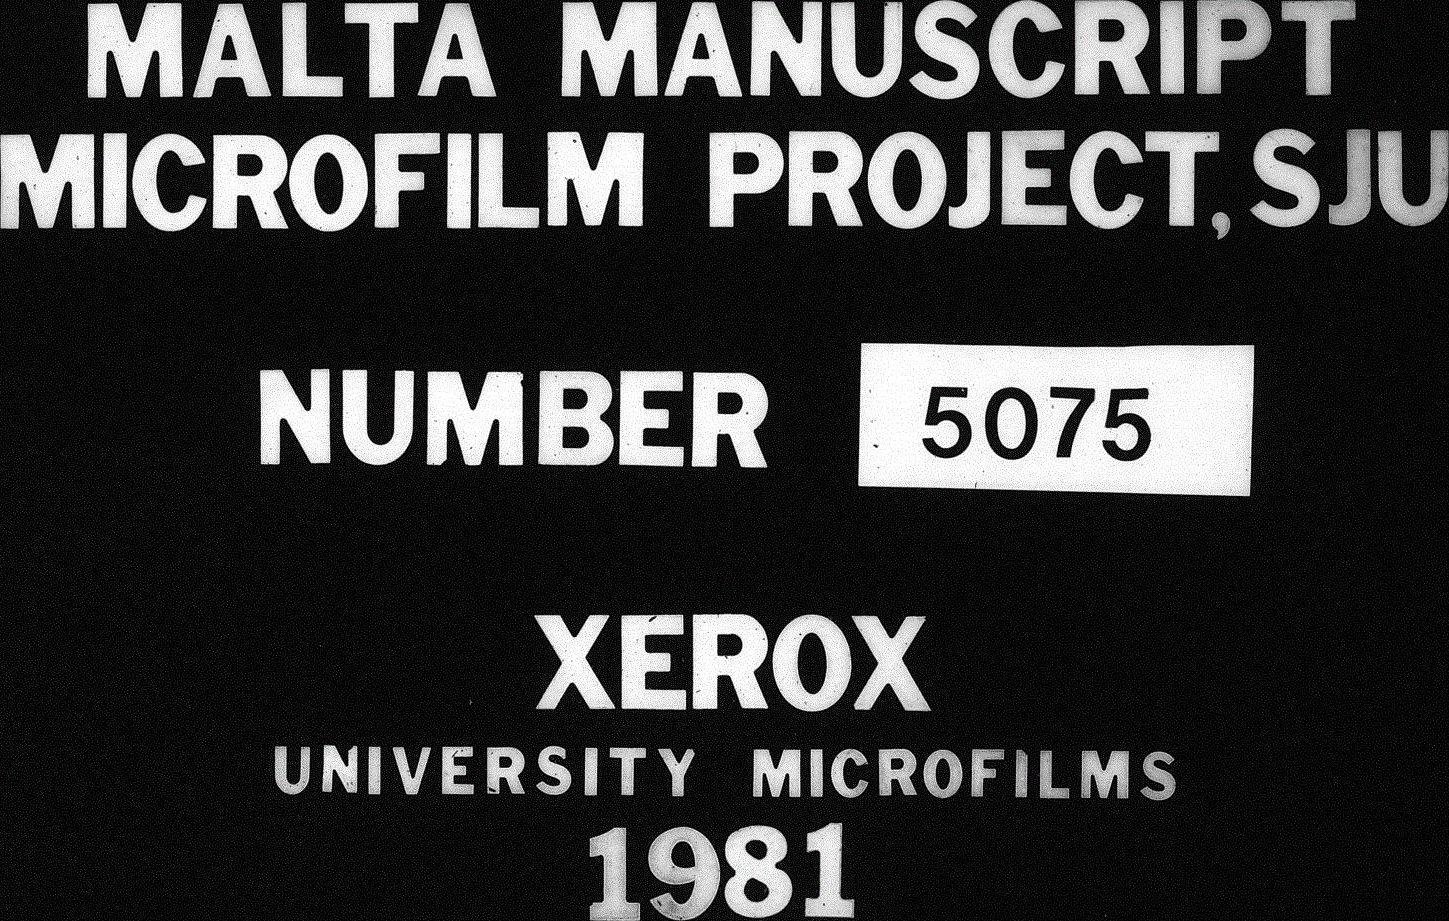 MALTA MANUSCRIPT
MICROFILM PROJECT, SJU
NUMBER 5075
XEROX
UNIVERSITY MICROFILMS
1981